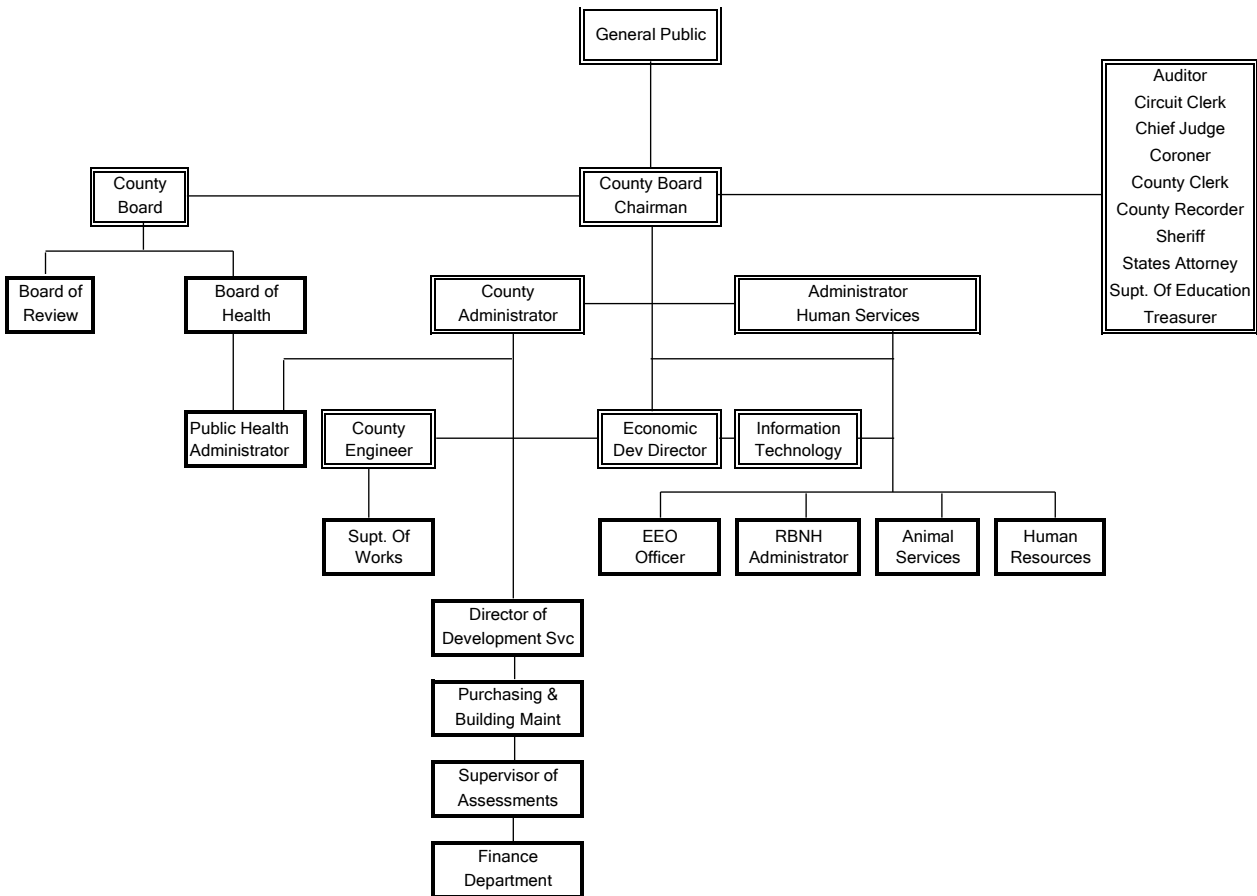 General Public
Auditor
Circuit Clerk
Chief Judge
Coroner
County Clerk
County Recorder
Sheriff
States Attorney
Supt. Of Education
Treasurer
County
Board
County Board
Chairman
Board of
Review
Board of
Health
County
Administrator
Administrator
Human Services
Public Health
Administrator
County
Engineer
Economic
Dev Director
Information
Technology
Supt. Of
Works
EEO
Officer
RBNH
Administrator
Animal
Services
Human
Resources
Director of
Development Svc
Purchasing &
Building Maint
Supervisor of
Assessments
Finance
Department